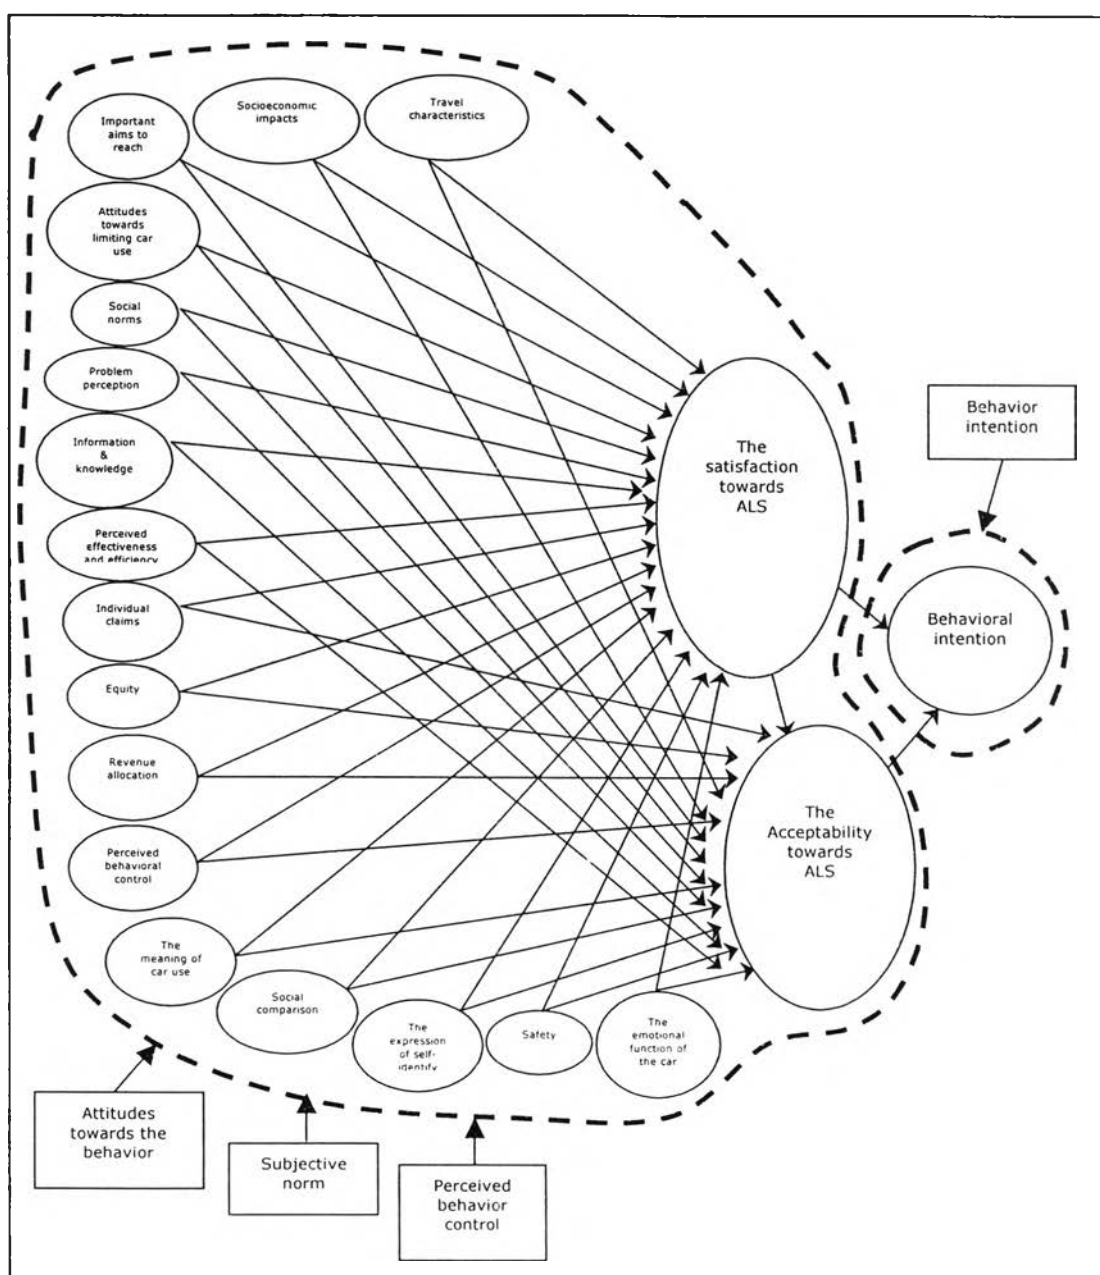 Important
aims to
reach
Socioeconomic
impacts
Travel
characteristics
Attitudes
towards
limiting car
use
Social
norms
Problem
perception
Information
&
knowledge
Perceived
effectiveness
and efficiency
Individual
claims
Equity
Revenue
allocation
Perceived
behavioral
control
The
meaning of
car use
Social
comparison
The
expression
of self-
identify
Safety
The
emotional
function of
the car
The
satisfaction
towards
ALS
The
Acceptability
towards
ALS
Behavior
intention
Behavioral
intention
Attitudes
towards the
behavior
Subjective
norm
Perceived
behavior
control